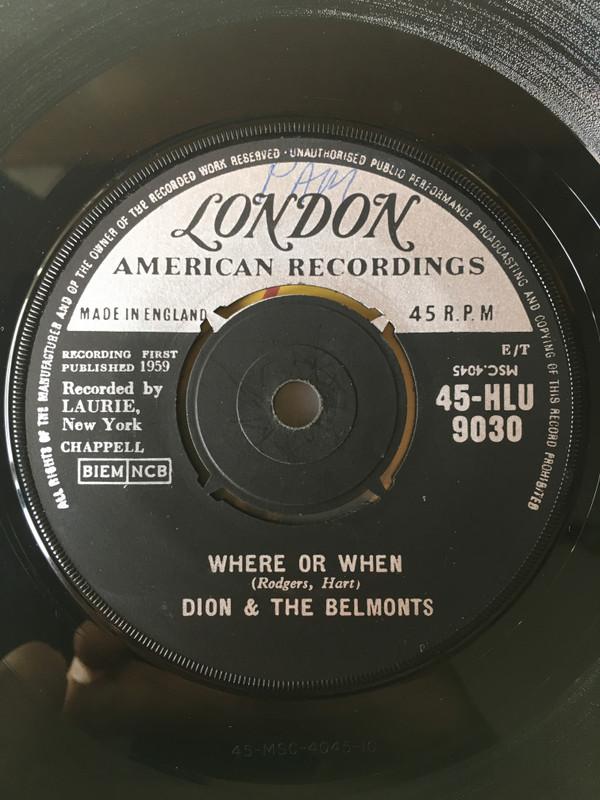 ALL RIGHTS OF THE MANUFACTURER AND OF THE OWNER OF THE RECORDED WORK RESERVED · UNAUTHORISED PUBLIC PERFORMANCE BROADCASTING AND COPYING OF THIS RECORD PROHIBITED
PAM
LONDON
AMERICAN RECORDINGS
MADE IN ENGLAND
45 R.P.M
RECORDING FIRST
PUBLISHED 1959
Recorded by
LAURIE,
New York
CHAPPELL
BIEM NCB
E/T
MSC.4045
45-HLU
9030
WHERE OR WHEN
(Rodgers, Hart)
DION & THE BELMONTS
45-MSC-4045-1C